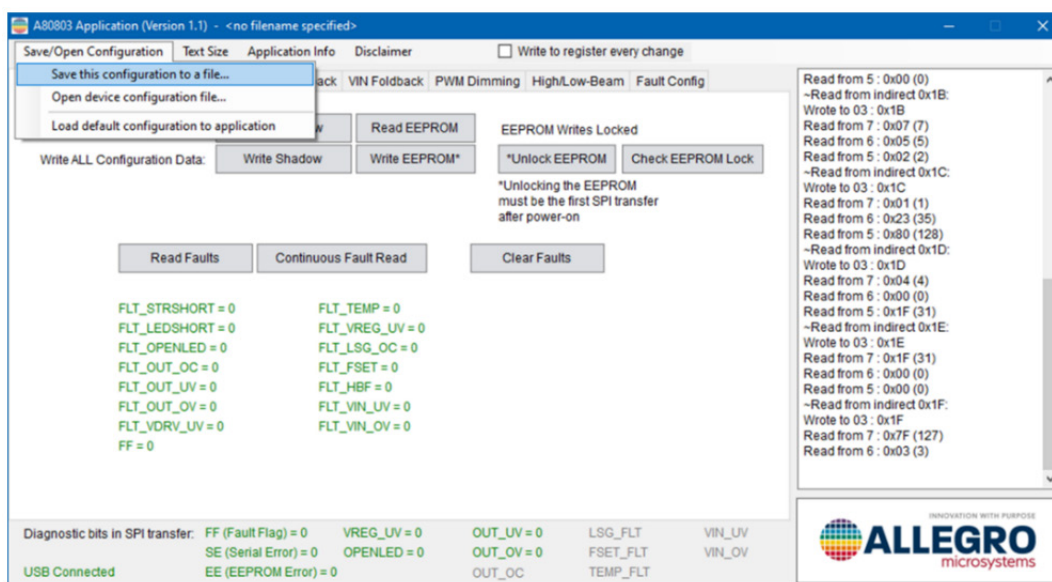 A80803 Application (Version 1.1) - <no filename specified>
Save/Open Configuration Text Size Application Info Disclaimer Write to register every change
Save this configuration to a file...
Open device configuration file...
Load default configuration to application
VIN Foldback PWM Dimming High/Low-Beam Fault Config
Read EEPROM EEPROM Writes Locked
Write ALL Configuration Data: Write Shadow Write EEPROM* *Unlock EEPROM Check EEPROM Lock
*Unlocking the EEPROM
must be the first SPI transfer
after power-on
Read Faults Continuous Fault Read Clear Faults
FLT_STRSHORT = 0 FLT_TEMP = 0
FLT_LEDSHORT = 0 FLT_VREG_UV = 0
FLT_OPENLED = 0 FLT_LSG_OC = 0
FLT_OUT_OC = 0 FLT_FSET = 0
FLT_OUT_UV = 0 FLT_HBF = 0
FLT_OUT_OV = 0 FLT_VIN_UV = 0
FLT_VDRV_UV = 0 FLT_VIN_OV = 0
FF = 0
Read from 5 : 0x00 (0)
~Read from indirect 0x1B:
Wrote to 03 : 0x1B
Read from 7 : 0x07 (7)
Read from 6 : 0x05 (5)
Read from 5 : 0x02 (2)
~Read from indirect 0x1C:
Wrote to 03 : 0x1C
Read from 7 : 0x01 (1)
Read from 6 : 0x23 (35)
Read from 5 : 0x80 (128)
~Read from indirect 0x1D:
Wrote to 03 : 0x1D
Read from 7 : 0x04 (4)
Read from 6 : 0x00 (0)
Read from 5 : 0x1F (31)
~Read from indirect 0x1E:
Wrote to 03 : 0x1E
Read from 7 : 0x1F (31)
Read from 6 : 0x00 (0)
Read from 5 : 0x00 (0)
~Read from indirect 0x1F:
Wrote to 03 : 0x1F
Read from 7 : 0x7F (127)
Read from 6 : 0x03 (3)
Diagnostic bits in SPI transfer: FF (Fault Flag) = 0 VREG_UV = 0 OUT_UV = 0 LSG_FLT VIN_UV
SE (Serial Error) = 0 OPENLED = 0 OUT_OV = 0 FSET_FLT VIN_OV
USB Connected EE (EEPROM Error) = 0 OUT_OC TEMP_FLT
INNOVATION WITH PURPOSE
ALLEGRO
microsystems